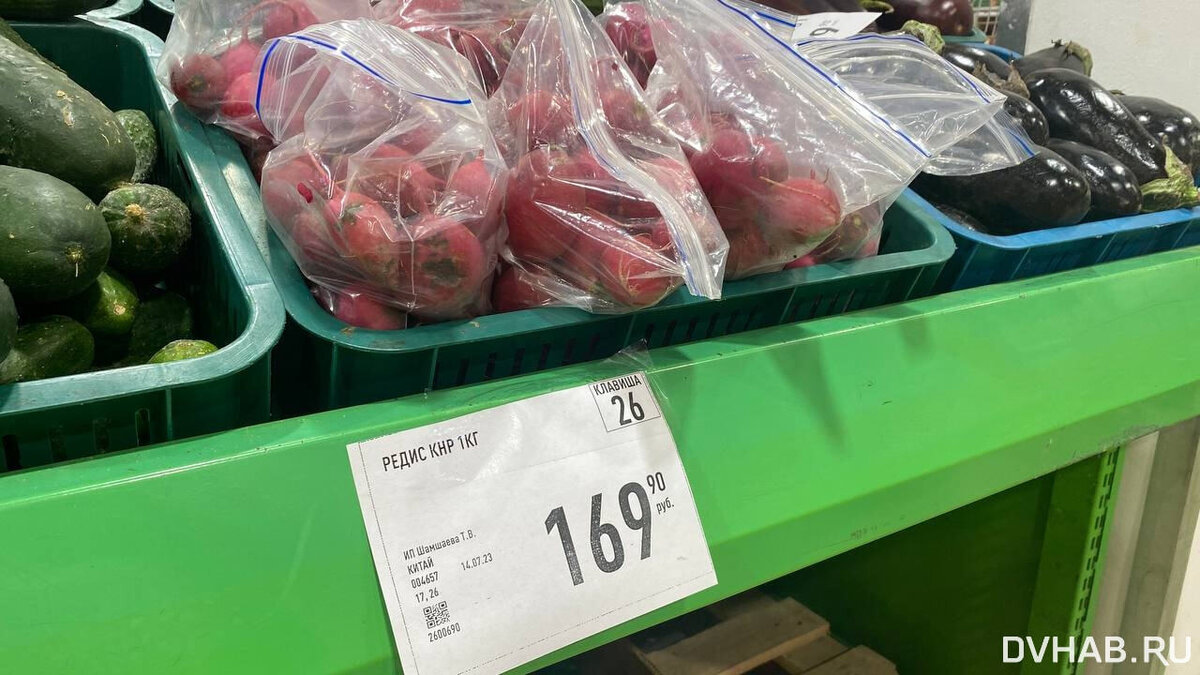 КЛАВИША
26
РЕДИС КНР 1КГ
169 90
руб.
ИП Шамшаева Т.В.
КИТАЙ 14.07.23
004657
17, 26
2600690
DVHAB.RU